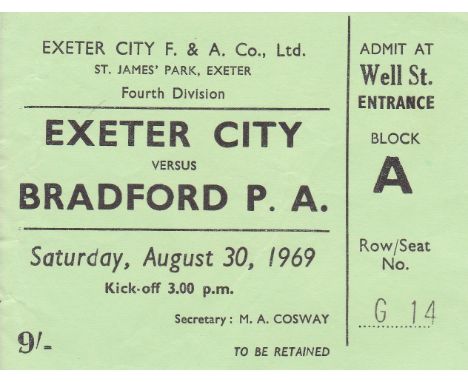 EXETER CITY F. & A. Co., Ltd.
ST. JAMES' PARK, EXETER
Fourth Division
EXETER CITY
VERSUS
BRADFORD P. A.
Saturday, August 30, 1969
Kick-off 3.00 p.m.
Secretary : M. A. COSWAY
9/-
TO BE RETAINED
ADMIT AT
Well St.
ENTRANCE
BLOCK
A
Row/Seat
No.
G 14